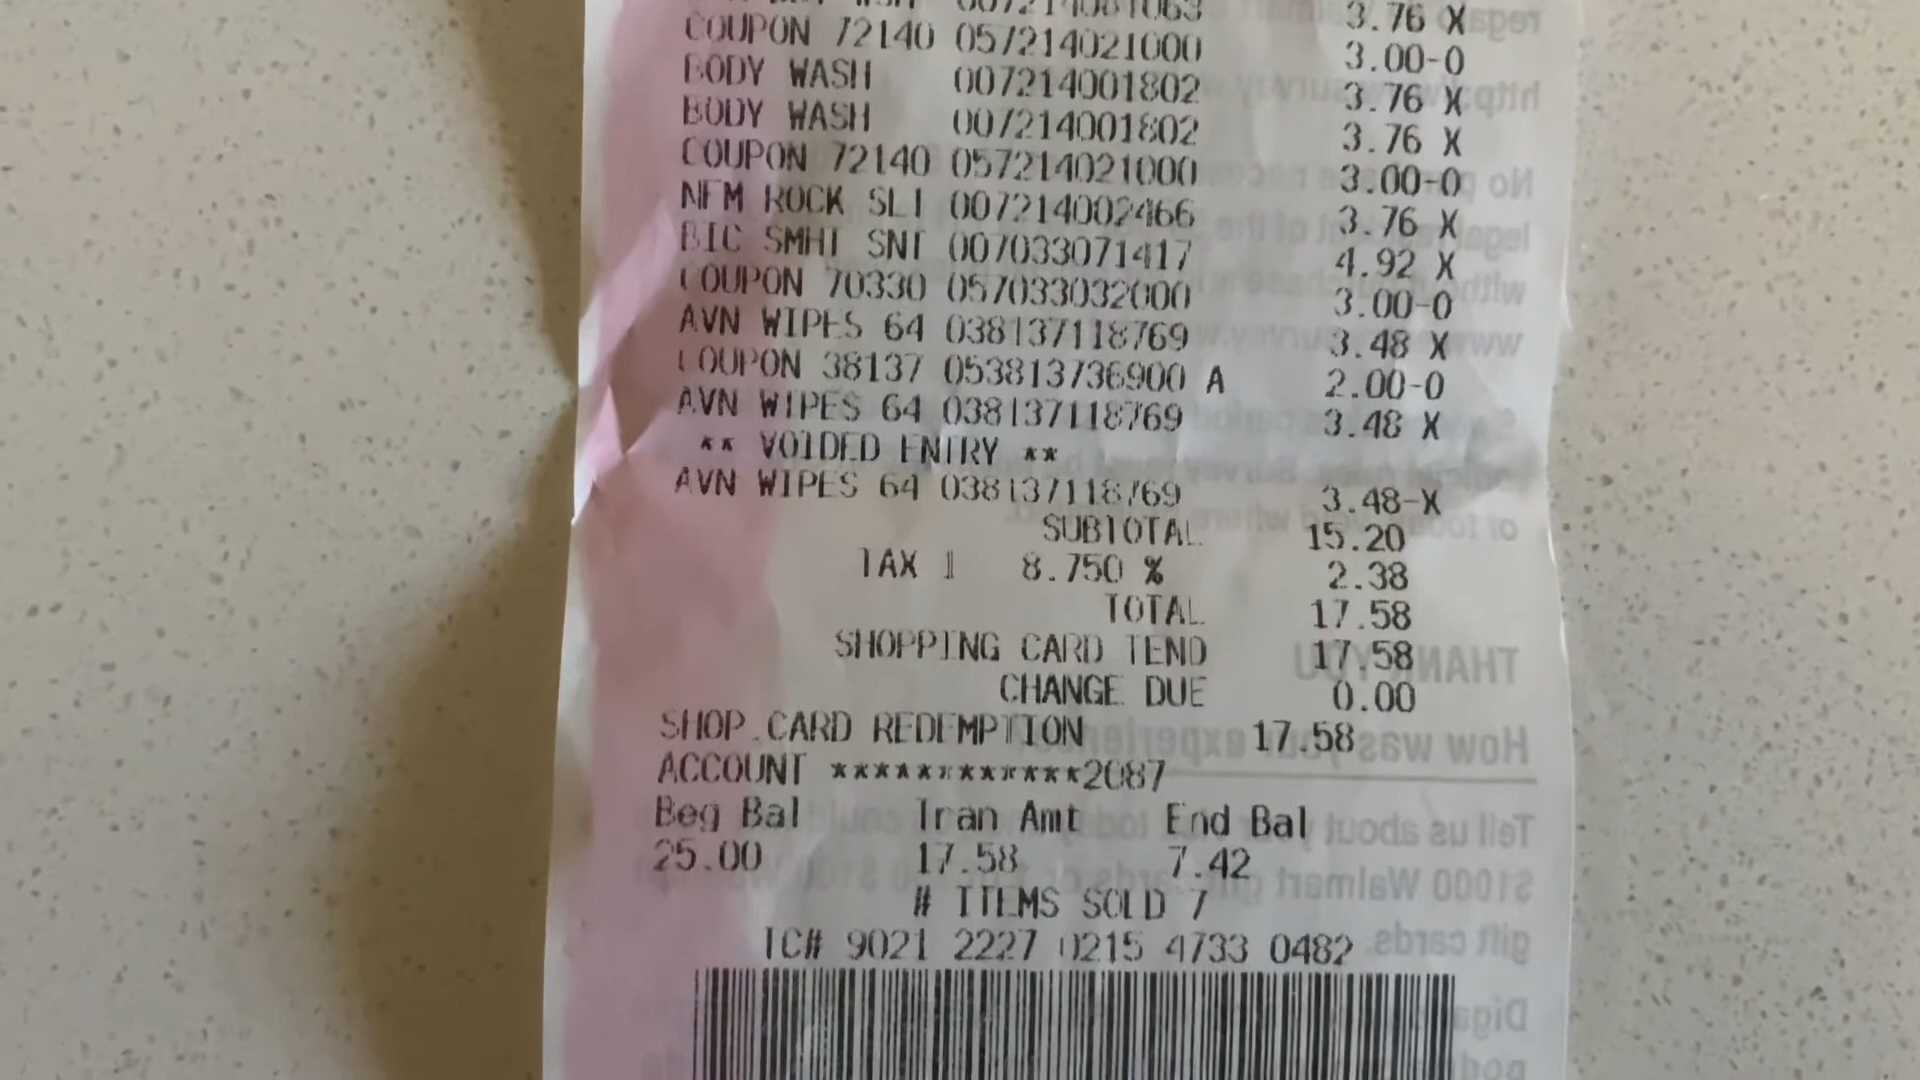 3.76 X
COUPON 72140 057214021000 3.00-0
BODY WASH 007214001802 3.76 X
BODY WASH 007214001802 3.76 X
COUPON 72140 057214021000 3.00-0
NFM ROCK SLT 007214002466 3.76 X
BIC SMRT SNT 007033071417 4.92 X
COUPON 70330 057033032000 3.00-0
AVN WIPES 64 038137118769 3.48 X
COUPON 38137 053813736900 A 2.00-0
AVN WIPES 64 038137118769 3.48 X
** VOIDED ENTRY **
AVN WIPES 64 038137118769 3.48-X
SUBTOTAL 15.20
TAX 1 8.750 % 2.38
TOTAL 17.58
SHOPPING CARD TEND 17.58
CHANGE DUE 0.00
SHOP.CARD REDEMPTION 17.58
ACCOUNT ************2087
Beg Bal Tran Amt End Bal
25.00 17.58 7.42
# ITEMS SOLD 7
TC# 9021 2227 0215 4733 0482